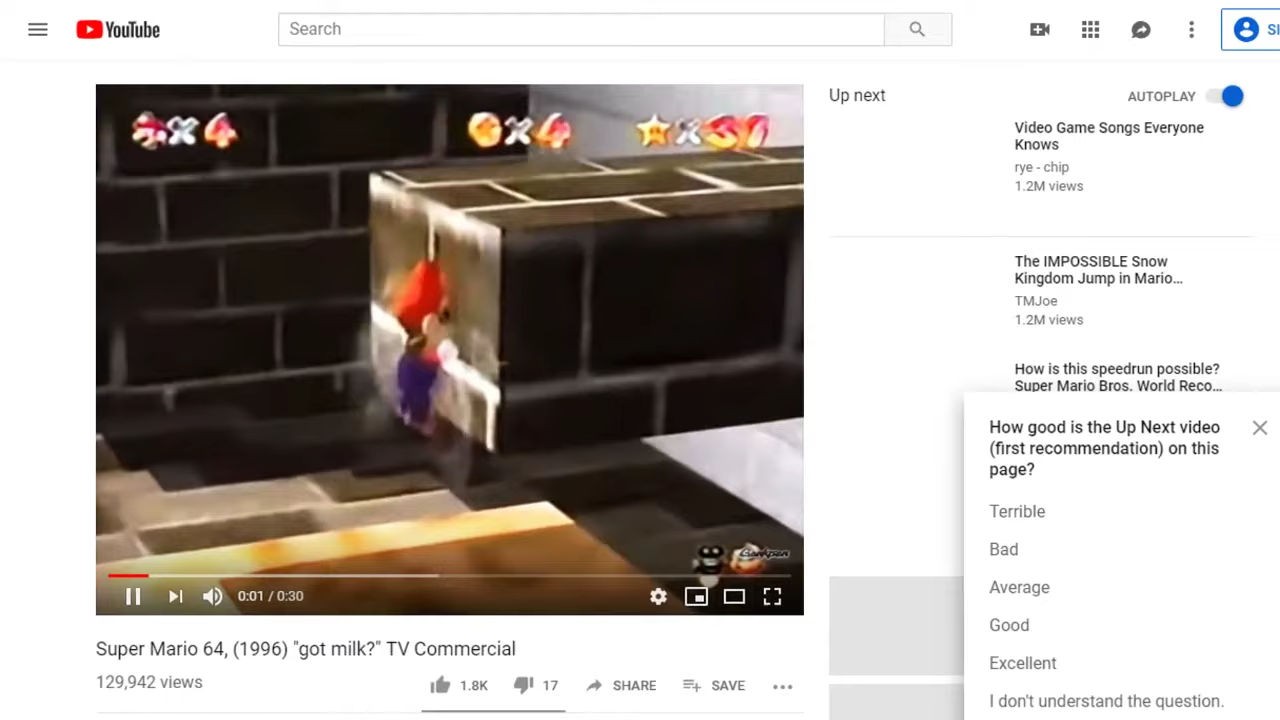 YouTube
Search
SI
Up next
AUTOPLAY
×4
×4
×37
Video Game Songs Everyone
Knows
rye - chip
1.2M views
The IMPOSSIBLE Snow
Kingdom Jump in Mario...
TMJoe
1.2M views
How is this speedrun possible?
Super Mario Bros. World Reco...
How good is the Up Next video
(first recommendation) on this
page?
Terrible
Bad
Average
Good
Excellent
I don't understand the question.
0:01 / 0:30
Super Mario 64, (1996) "got milk?" TV Commercial
129,942 views
1.8K
17
SHARE
SAVE